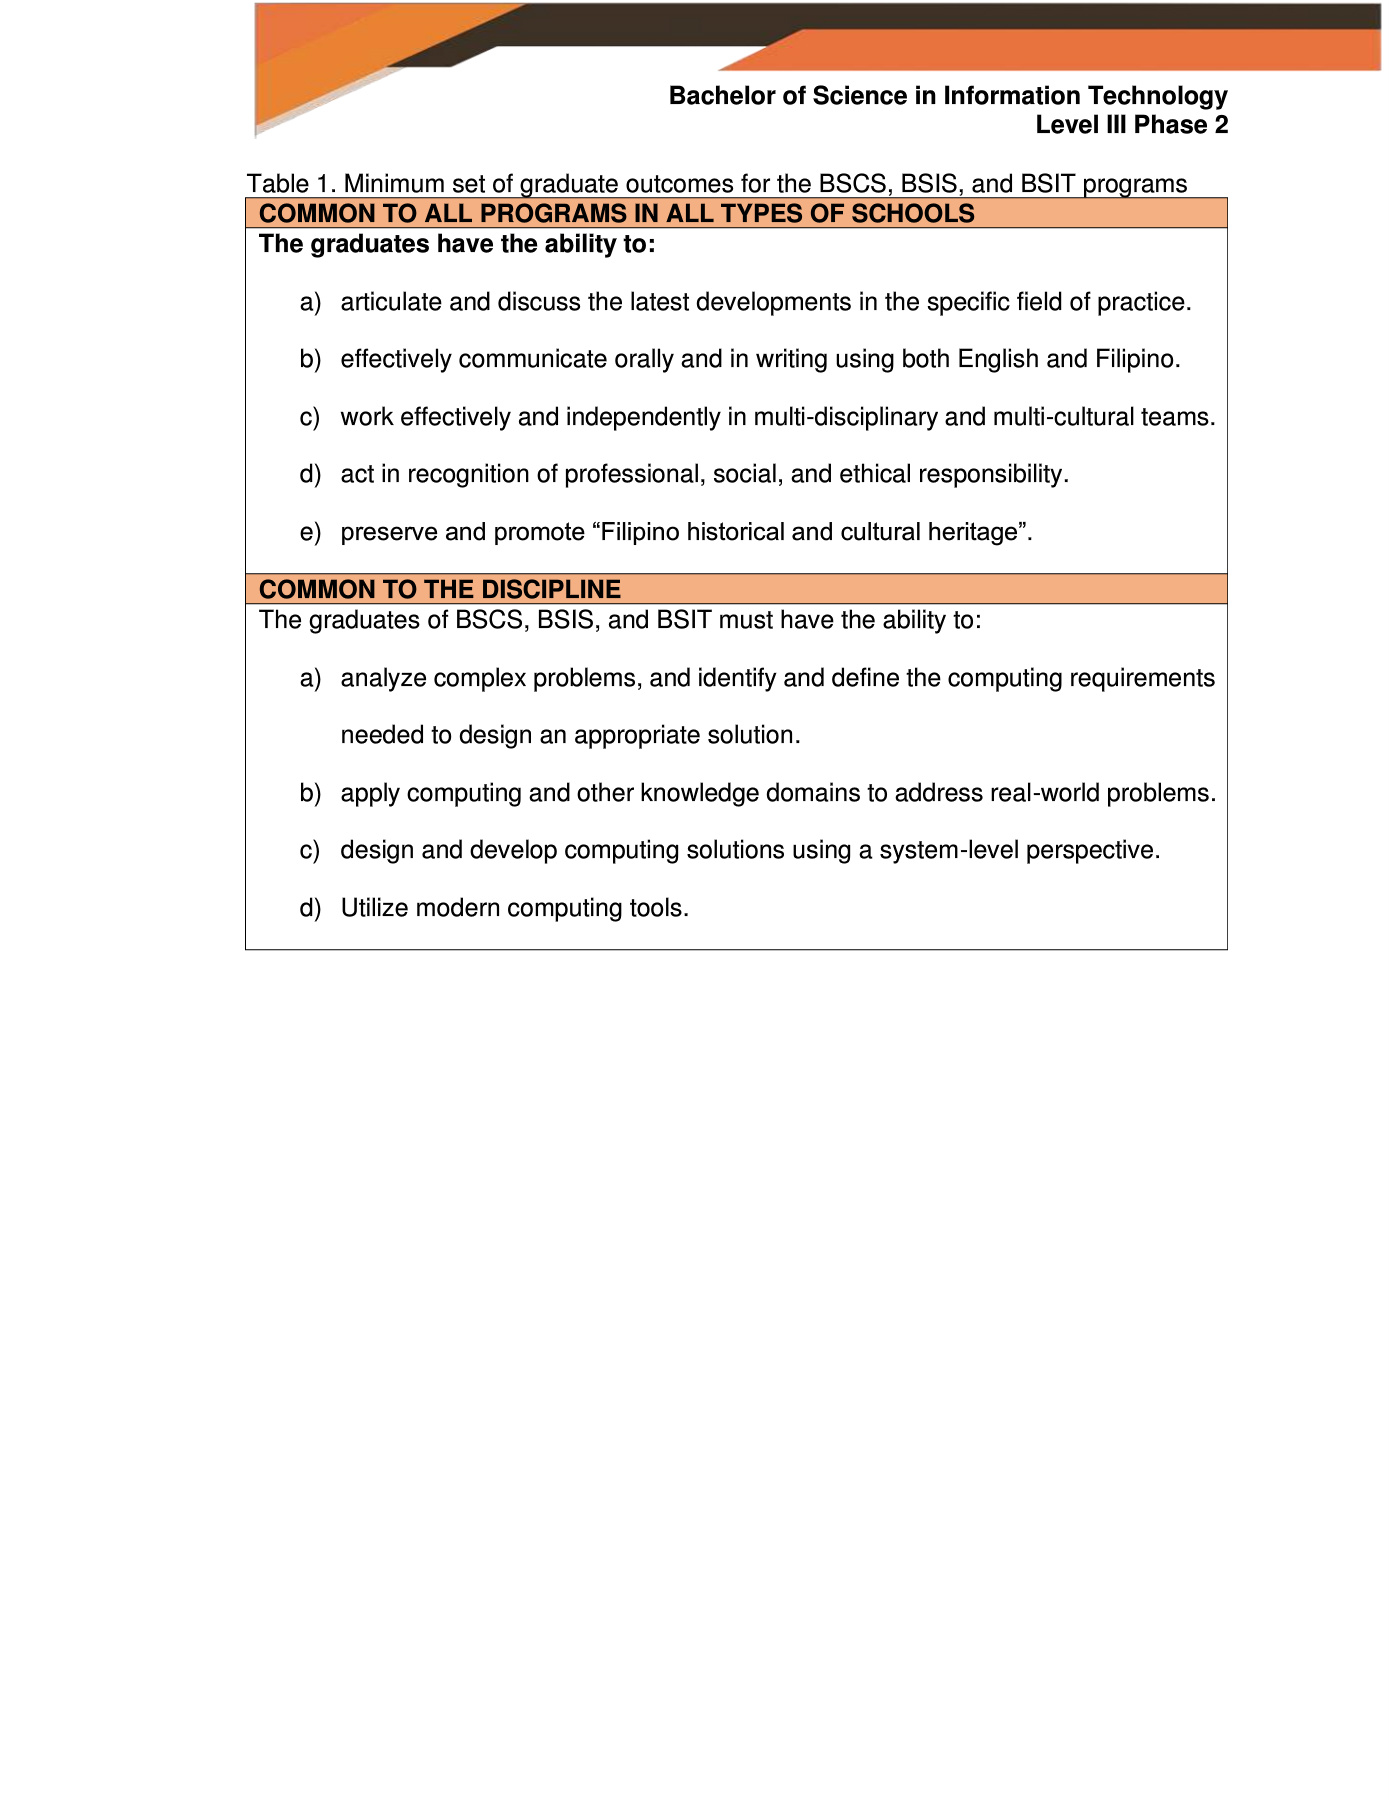 Bachelor of Science in Information Technology
Level III Phase 2
Table 1. Minimum set of graduate outcomes for the BSCS, BSIS, and BSIT programs
COMMON TO ALL PROGRAMS IN ALL TYPES OF SCHOOLS
The graduates have the ability to:
a) articulate and discuss the latest developments in the specific field of practice.
b) effectively communicate orally and in writing using both English and Filipino.
c) work effectively and independently in multi-disciplinary and multi-cultural teams.
d) act in recognition of professional, social, and ethical responsibility.
e) preserve and promote “Filipino historical and cultural heritage”.
COMMON TO THE DISCIPLINE
The graduates of BSCS, BSIS, and BSIT must have the ability to:
a) analyze complex problems, and identify and define the computing requirements
needed to design an appropriate solution.
b) apply computing and other knowledge domains to address real-world problems.
c) design and develop computing solutions using a system-level perspective.
d) Utilize modern computing tools.